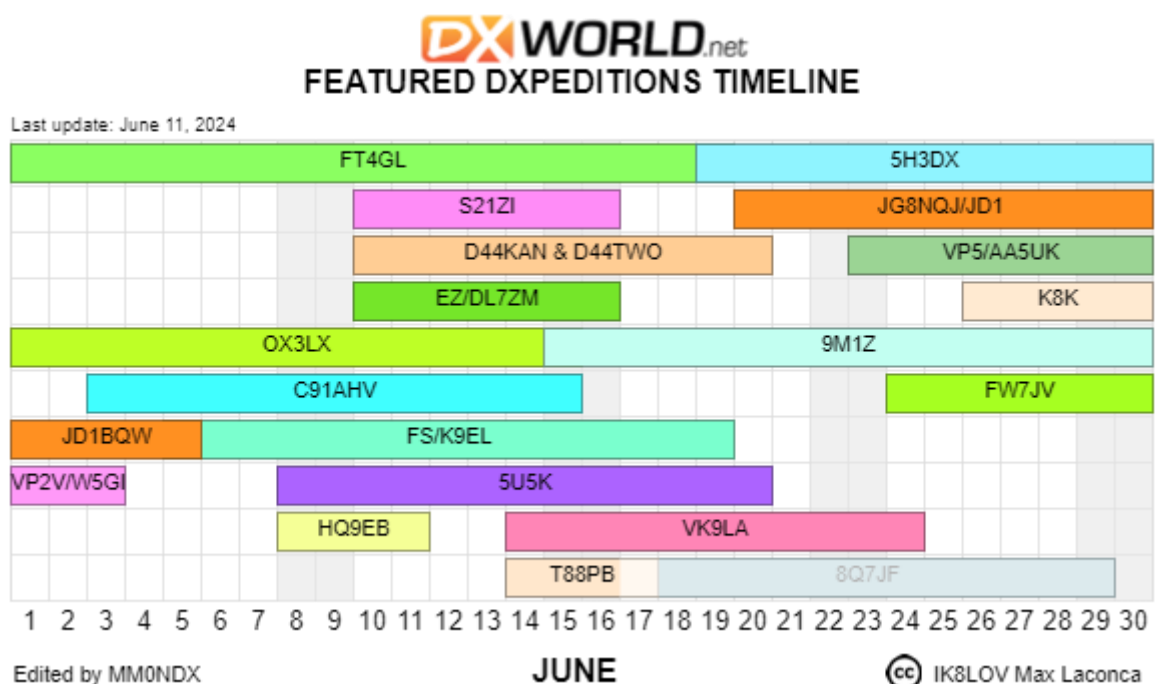 DX WORLD.net
FEATURED DXPEDITIONS TIMELINE
Last update: June 11, 2024
FT4GL 5H3DX
S21ZI JG8NQJ/JD1
D44KAN & D44TWO VP5/AA5UK
EZ/DL7ZM K8K
OX3LX 9M1Z
C91AHV FW7JV
JD1BQW FS/K9EL
VP2V/W5GI 5U5K
HQ9EB VK9LA
T88PB 8Q7JF
1 2 3 4 5 6 7 8 9 10 11 12 13 14 15 16 17 18 19 20 21 22 23 24 25 26 27 28 29 30
Edited by MM0NDX JUNE cc IK8LOV Max Laconca